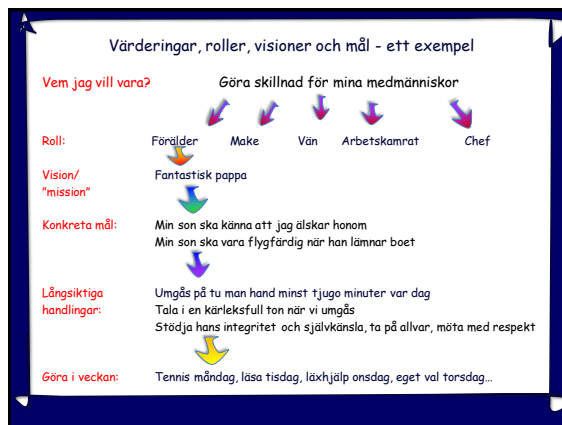 Värderingar, roller, visioner och mål - ett exempel
Vem jag vill vara? Göra skillnad för mina medmänniskor
Roll: Förälder Make Vän Arbetskamrat Chef
Vision/ Fantastisk pappa
"mission"
Konkreta mål: Min son ska känna att jag älskar honom
Min son ska vara flygfärdig när han lämnar boet
Långsiktiga Umgås på tu man hand minst tjugo minuter var dag
handlingar: Tala i en kärleksfull ton när vi umgås
Stödja hans integritet och självkänsla, ta på allvar, möta med respekt
Göra i veckan: Tennis måndag, läsa tisdag, läxhjälp onsdag, eget val torsdag...